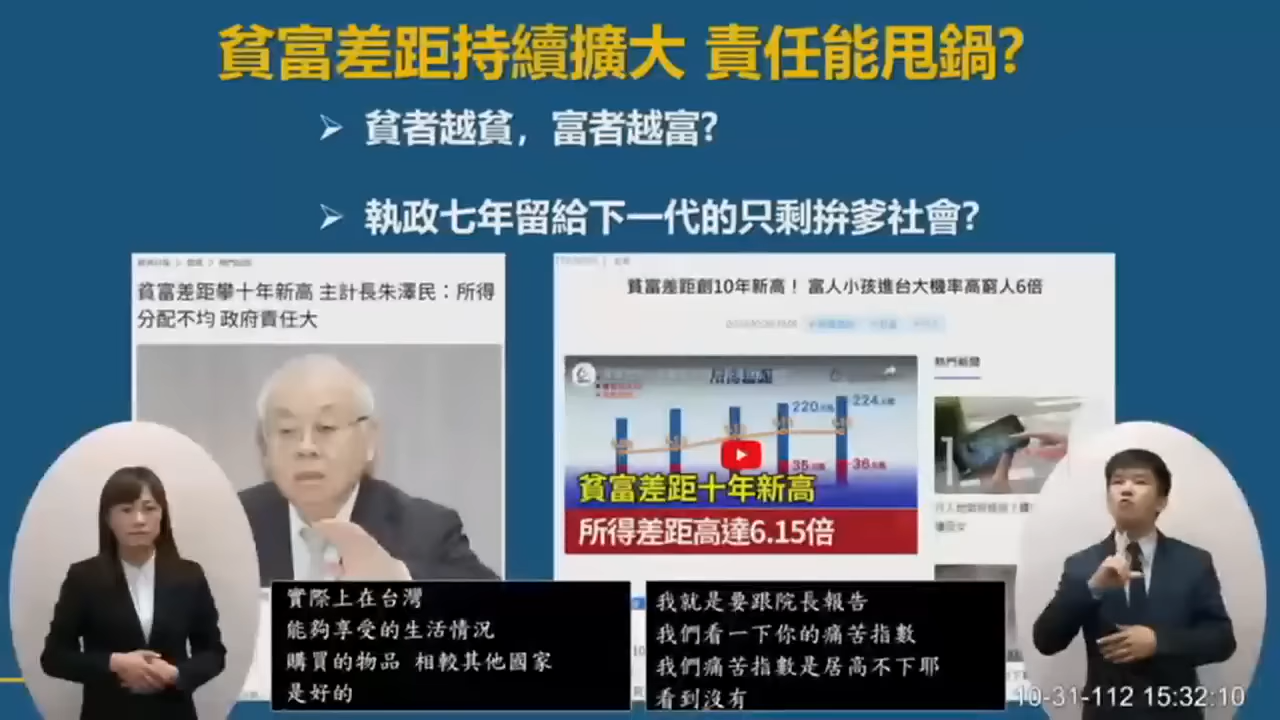 貧富差距持續擴大 責任能甩鍋?
➢ 貧者越貧，富者越富?
➢ 執政七年留給下一代的只剩拚爹社會?
貧富差距攀十年新高 主計長朱澤民：所得
分配不均 政府責任大
貧富差距創10年新高！ 富人小孩進台大機率高窮人6倍
熱門新聞
220
224
35
36
貧富差距十年新高
所得差距高達6.15倍
1
實際上在台灣
能夠享受的生活情況
購買的物品 相較其他國家
是好的
我就是要跟院長報告
我們看一下你的痛苦指數
我們痛苦指數是居高不下耶
看到沒有
10-31-112 15:32:10